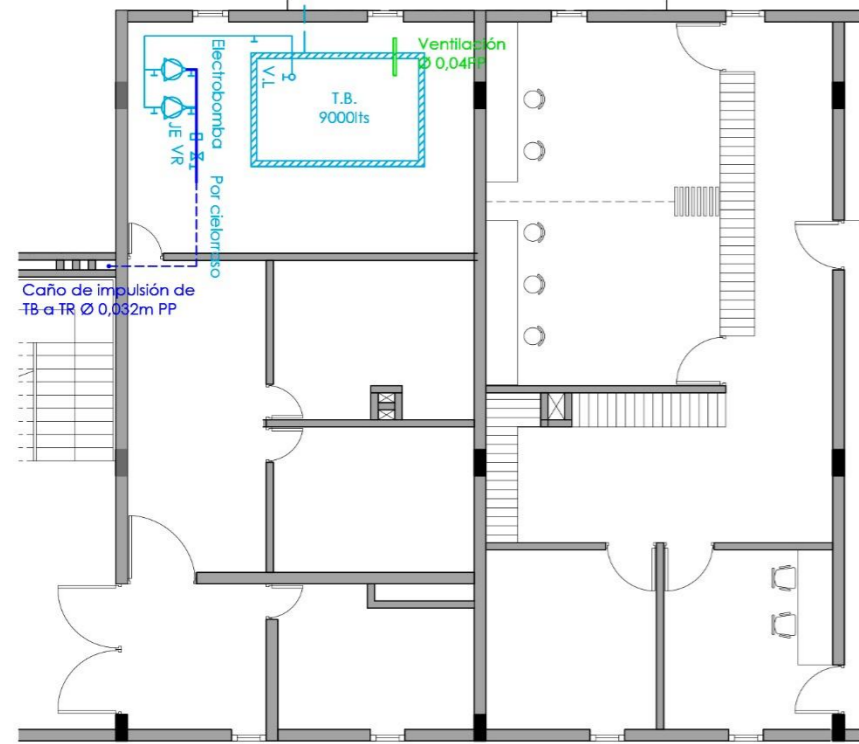 Ventilación
Ø 0,04PP
T.B.
9000lts
V.L
Electrobomba
JE VR
Por cielorraso
Caño de impulsión de
TB a TR Ø 0,032m PP